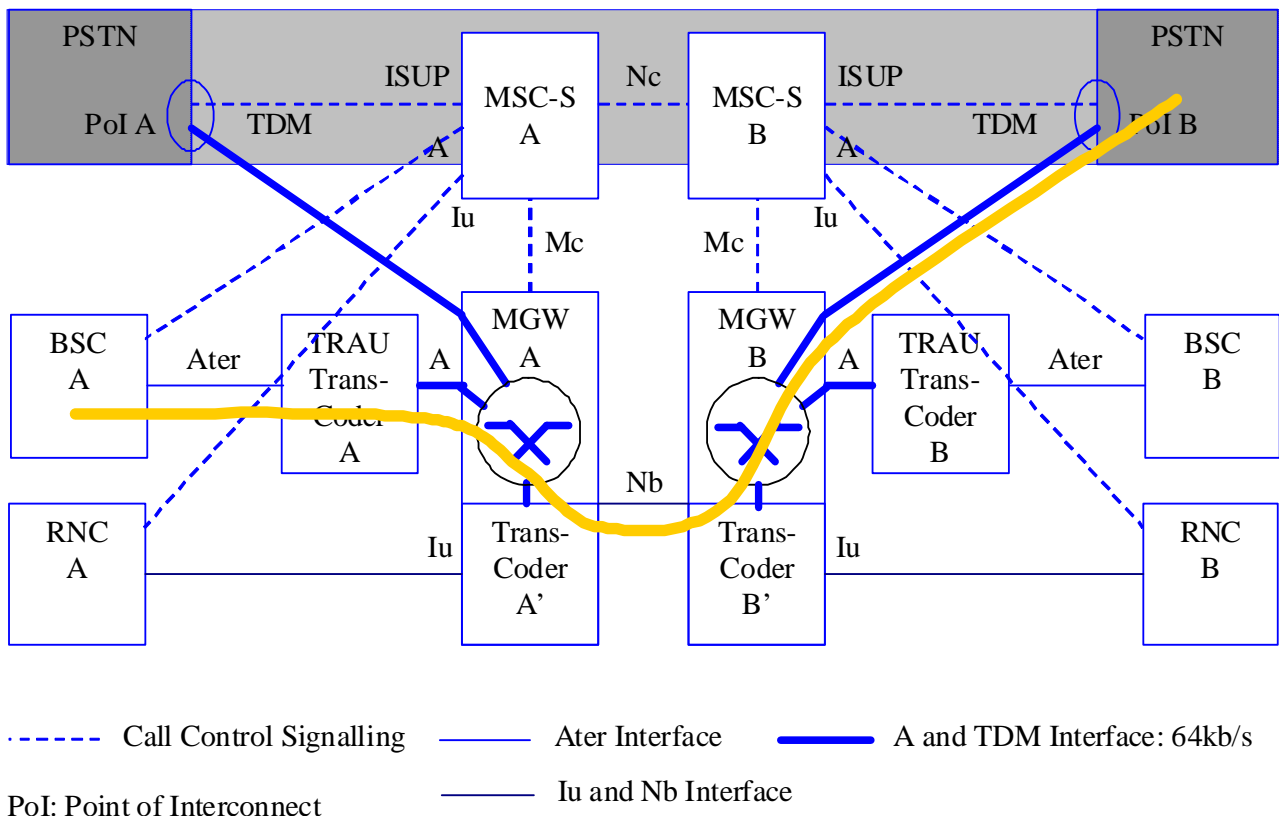 PSTN
PSTN
ISUP
Nc
ISUP
MSC-S
A
MSC-S
B
PoI A
TDM
TDM
PoI B
A
A
Iu
Iu
Mc
Mc
MGW
A
MGW
B
BSC
A
Ater
TRAU
Trans-
Coder
A
A
A
TRAU
Trans-
Coder
B
Ater
BSC
B
Nb
RNC
A
Iu
Trans-
Coder
A’
Trans-
Coder
B’
Iu
RNC
B
Call Control Signalling
Ater Interface
A and TDM Interface: 64kb/s
PoI: Point of Interconnect
Iu and Nb Interface